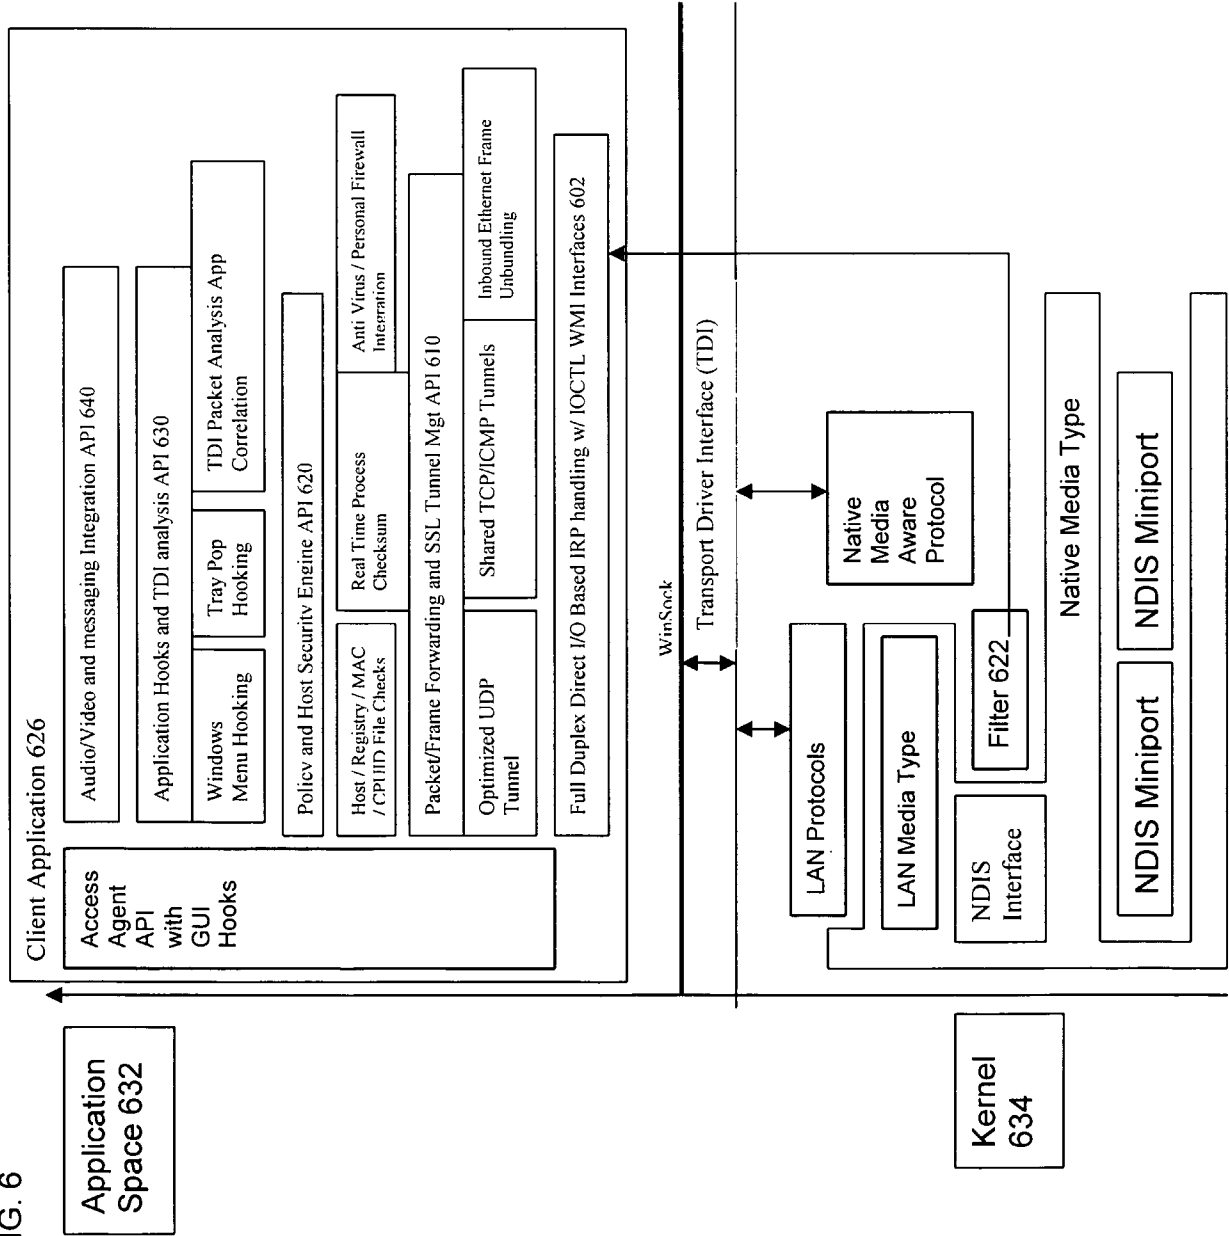 IG. 6
Application
Space 632
Client Application 626
Access
Agent
API
with
GUI
Hooks
Audio/Video and messaging Integration API 640
Application Hooks and TDI analysis API 630
Windows
Menu Hooking
Tray Pop
Hooking
TDI Packet Analysis App
Correlation
Policy and Host Security Engine API 620
Host / Registry / MAC
/ CPUID File Checks
Real Time Process
Checksum
Anti Virus / Personal Firewall
Integration
Packet/Frame Forwarding and SSL Tunnel Mgt API 610
Optimized UDP
Tunnel
Shared TCP/ICMP Tunnels
Inbound Ethernet Frame
Unbundling
Full Duplex Direct I/O Based IRP handling w/ IOCTL WMI Interfaces 602
WinSock
Transport Driver Interface (TDI)
Kernel
634
LAN Protocols
Native
Media
Aware
Protocol
LAN Media Type
NDIS
Interface
Filter 622
Native Media Type
NDIS Miniport
NDIS Miniport